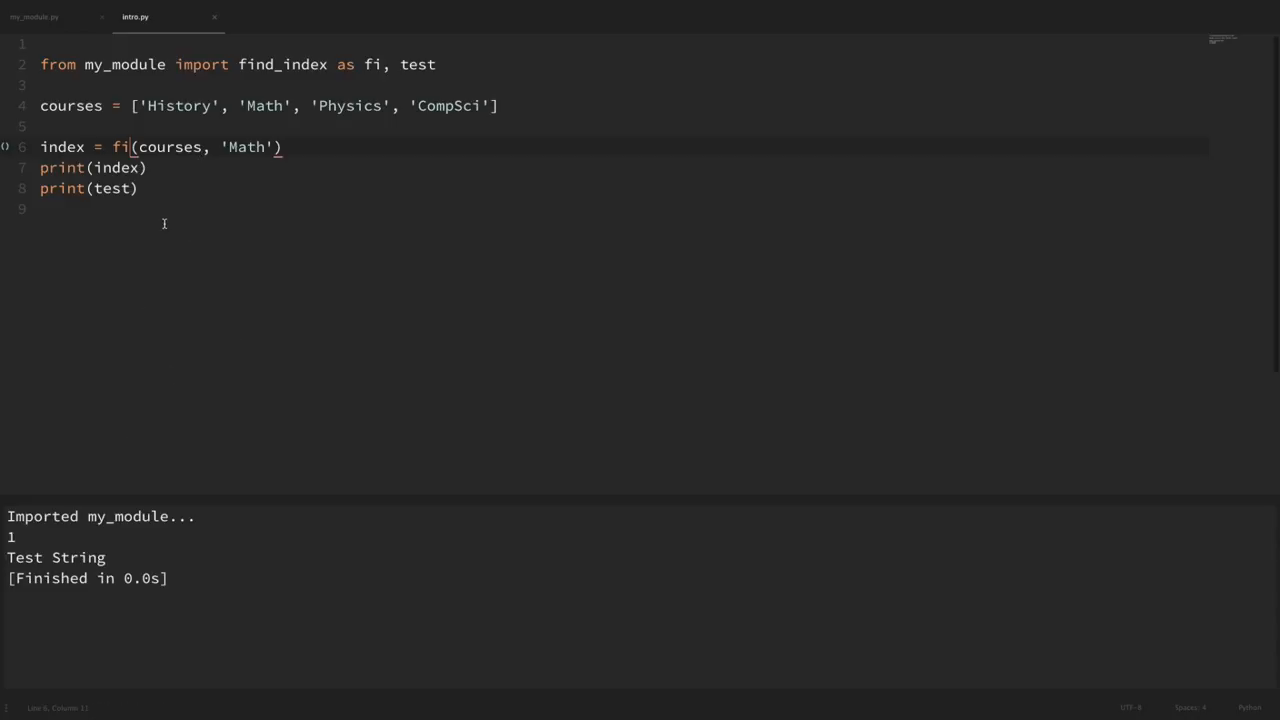 my_module.py × intro.py ×
1
2 from my_module import find_index as fi, test
3
4 courses = ['History', 'Math', 'Physics', 'CompSci']
5
() 6 index = fi(courses, 'Math')
7 print(index)
8 print(test)
9
Imported my_module...
1
Test String
[Finished in 0.0s]
Line 6, Column 11 UTF-8 Spaces: 4 Python